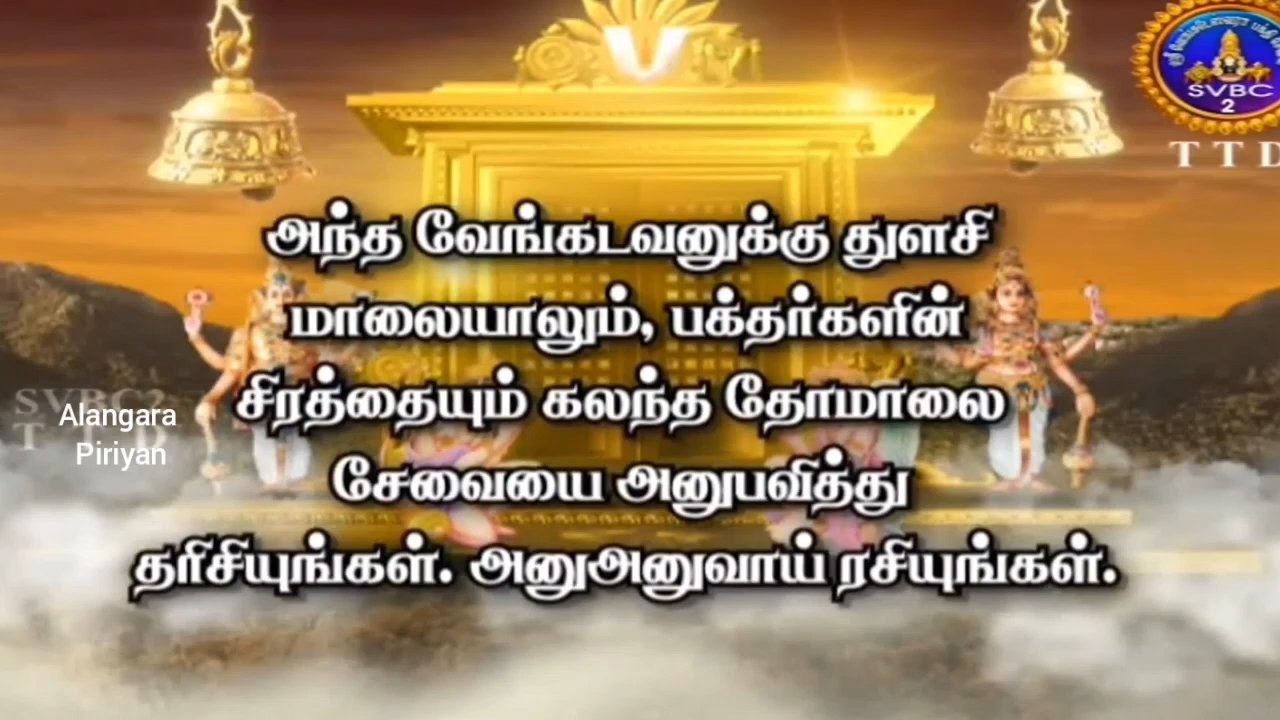 SVBC
2
TTD
அந்த வேங்கடவனுக்கு துளசி
மாலையாலும், பக்தர்களின்
சிரத்தையும் கலந்த தோமாலை
சேவையை அனுபவித்து
தரிசியுங்கள். அனுஅனுவாய் ரசியுங்கள்.
SVBC2
T T D
Alangara
Piriyan